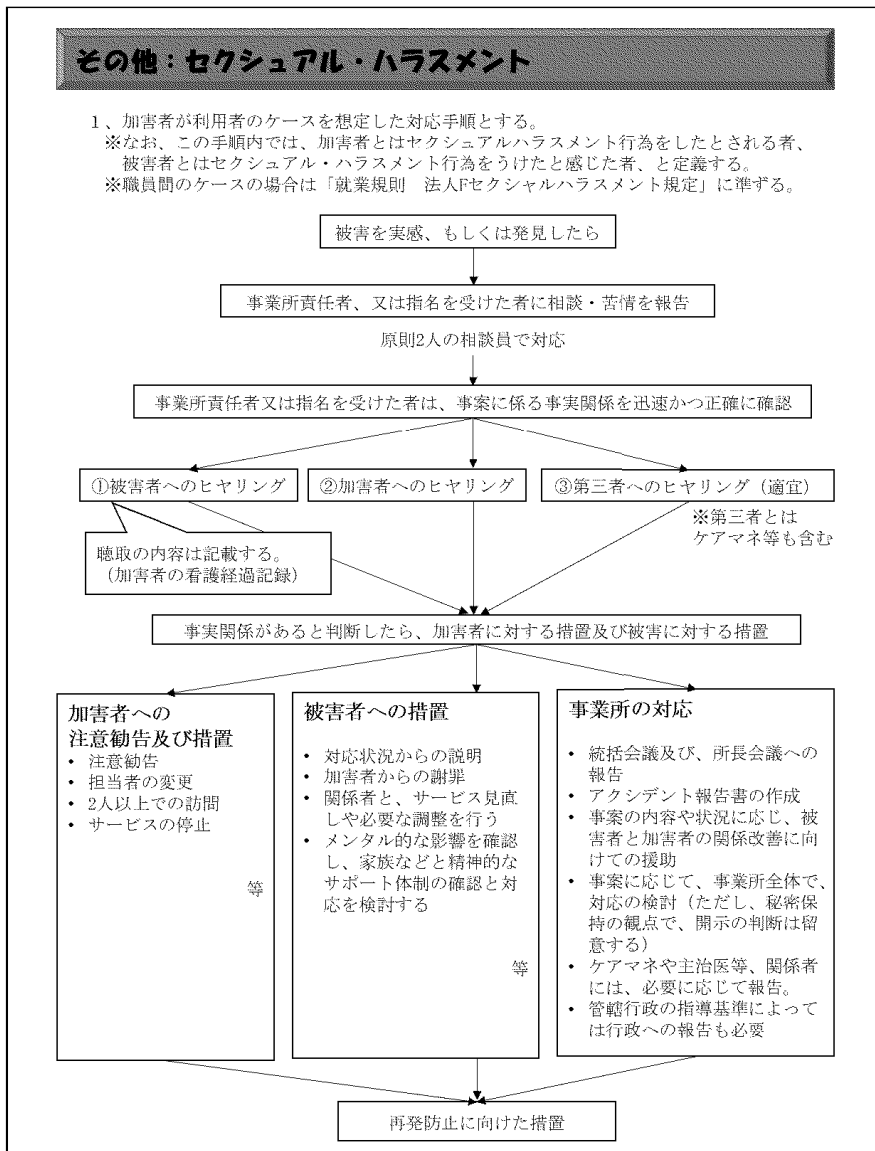 その他：セクシュアル・ハラスメント
1、加害者が利用者のケースを想定した対応手順とする。
※なお、この手順内では、加害者とはセクシュアルハラスメント行為をしたとされる者、
被害者とはセクシュアル・ハラスメント行為をうけたと感じた者、と定義する。
※職員間のケースの場合は「就業規則　法人Fセクシャルハラスメント規定」に準ずる。
被害を実感、もしくは発見したら
事業所責任者、又は指名を受けた者に相談・苦情を報告
原則2人の相談員で対応
事業所責任者又は指名を受けた者は、事案に係る事実関係を迅速かつ正確に確認
①被害者へのヒヤリング
②加害者へのヒヤリング
③第三者へのヒヤリング（適宜）
※第三者とは
ケアマネ等も含む
聴取の内容は記載する。
（加害者の看護経過記録）
事実関係があると判断したら、加害者に対する措置及び被害に対する措置
加害者への
注意勧告及び措置
• 注意勧告
• 担当者の変更
• 2人以上での訪問
• サービスの停止
等
被害者への措置
• 対応状況からの説明
• 加害者からの謝罪
• 関係者と、サービス見直
しや必要な調整を行う
• メンタル的な影響を確認
し、家族などと精神的な
サポート体制の確認と対
応を検討する
等
事業所の対応
• 統括会議及び、所長会議への
報告
• アクシデント報告書の作成
• 事案の内容や状況に応じ、被
害者と加害者の関係改善に向
けての援助
• 事案に応じて、事業所全体で、
対応の検討（ただし、秘密保
持の観点で、開示の判断は留
意する）
• ケアマネや主治医等、関係者
には、必要に応じて報告。
• 管轄行政の指導基準によって
は行政への報告も必要
再発防止に向けた措置